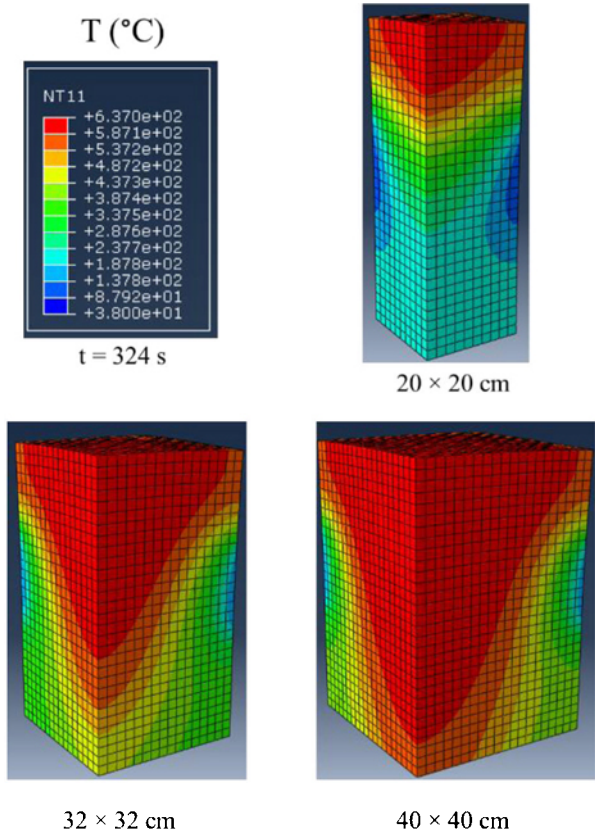 T (°C)
NT11
+6.370e+02
+5.871e+02
+5.372e+02
+4.872e+02
+4.373e+02
+3.874e+02
+3.375e+02
+2.876e+02
+2.377e+02
+1.878e+02
+1.378e+02
+8.792e+01
+3.800e+01
t = 324 s
20 × 20 cm
32 × 32 cm
40 × 40 cm